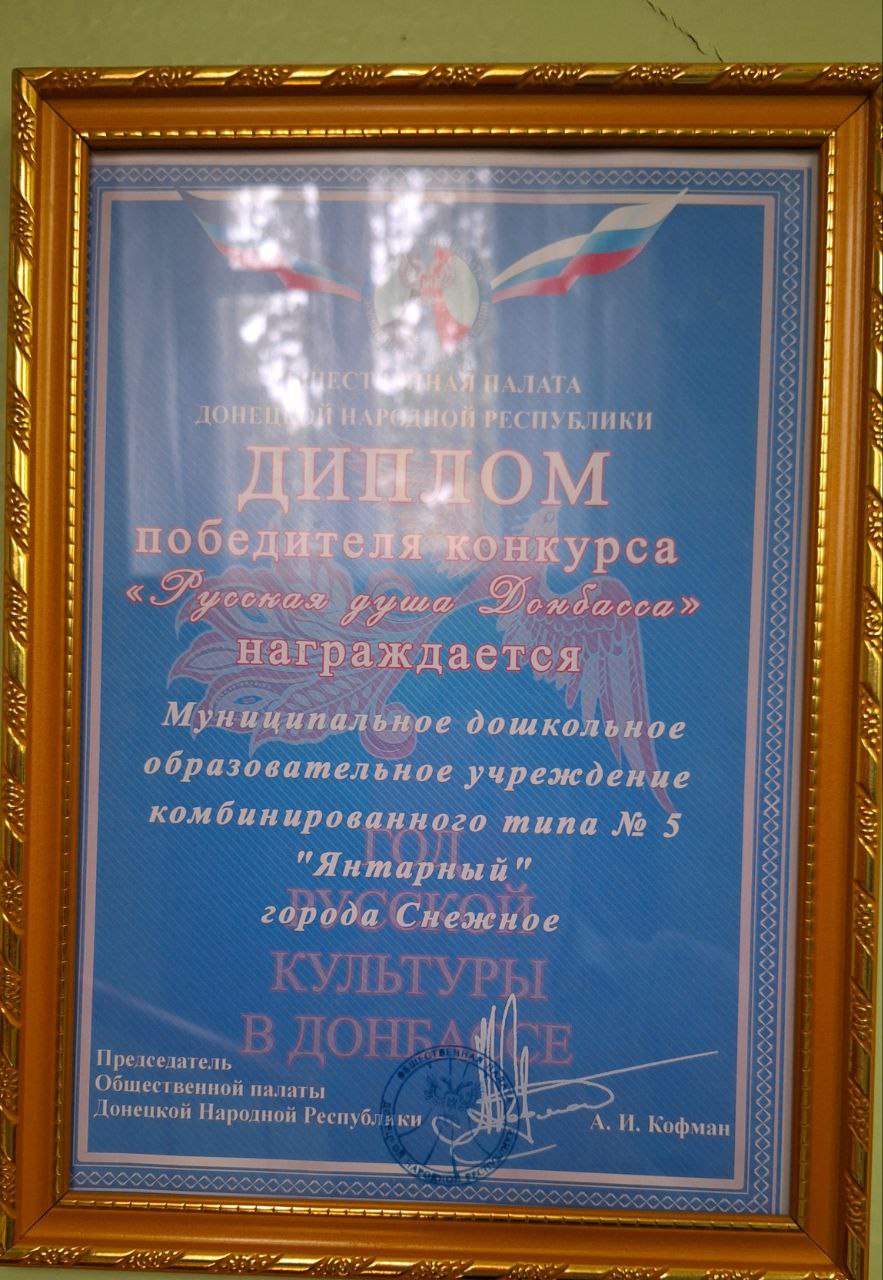 ОБЩЕСТВЕННАЯ ПАЛАТА
ДОНЕЦКОЙ НАРОДНОЙ РЕСПУБЛИКИ
ДИПЛОМ
победителя конкурса
«Русская душа Донбасса»
награждается
Муниципальное дошкольное
образовательное учреждение
комбинированного типа № 5
"Янтарный"
города Снежное
ГОД
РУССКОЙ
КУЛЬТУРЫ
В ДОНБАССЕ
Председатель
Общественной палаты
Донецкой Народной Республики
А. И. Кофман